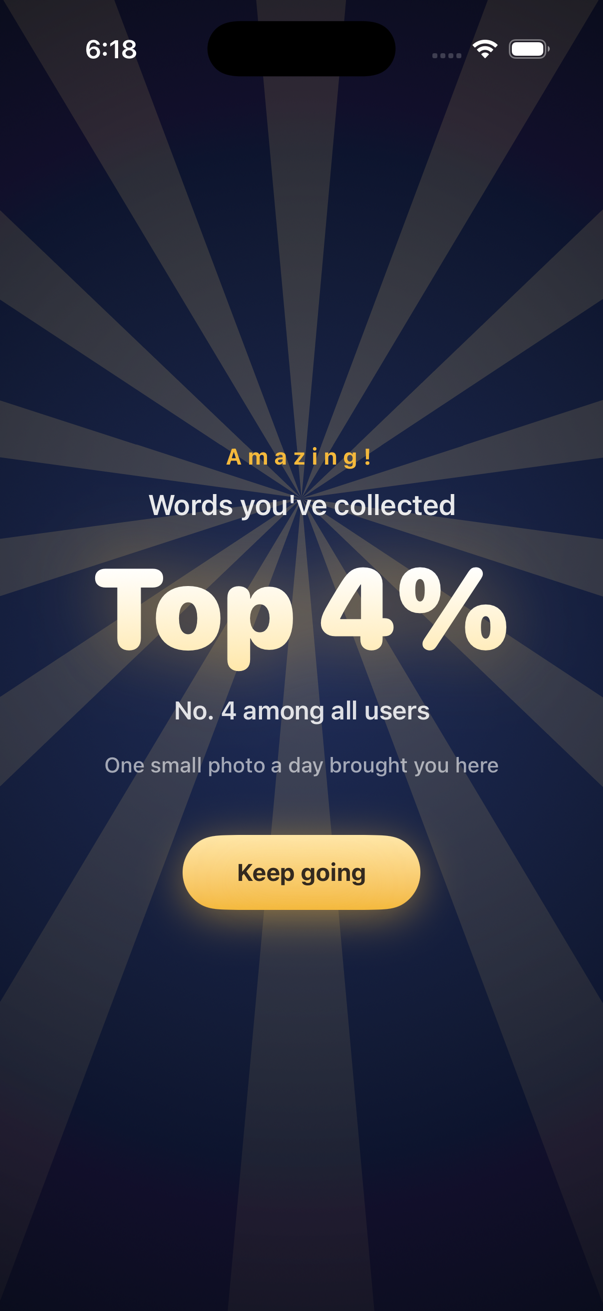 6:18
Amazing!
Words you've collected
Top 4%
No. 4 among all users
One small photo a day brought you here
Keep going